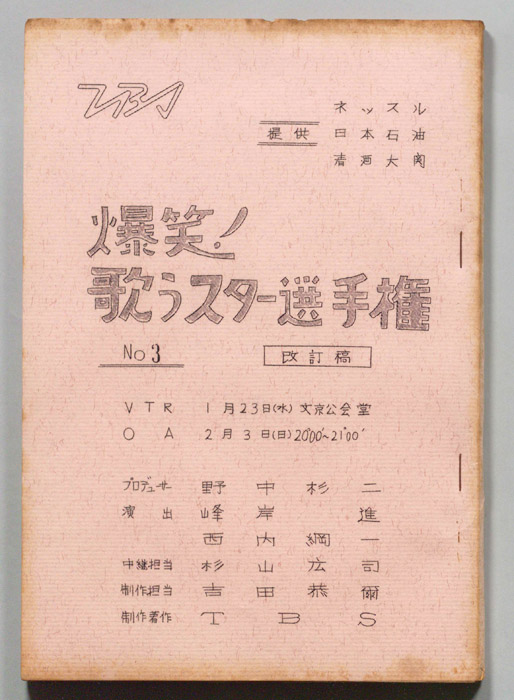 TBS
ネッスル
提供 日本石油
清酒大関
爆笑!
歌うスター選手権
No 3
改訂稿
VTR 1月23日(水) 文京公会堂
OA 2月3日(日) 20°00'~21°00'
プロデューサー 野中杉二
演出 峰岸進
西内綱一
中継担当 杉山広司
制作担当 吉田恭爾
制作著作 TBS